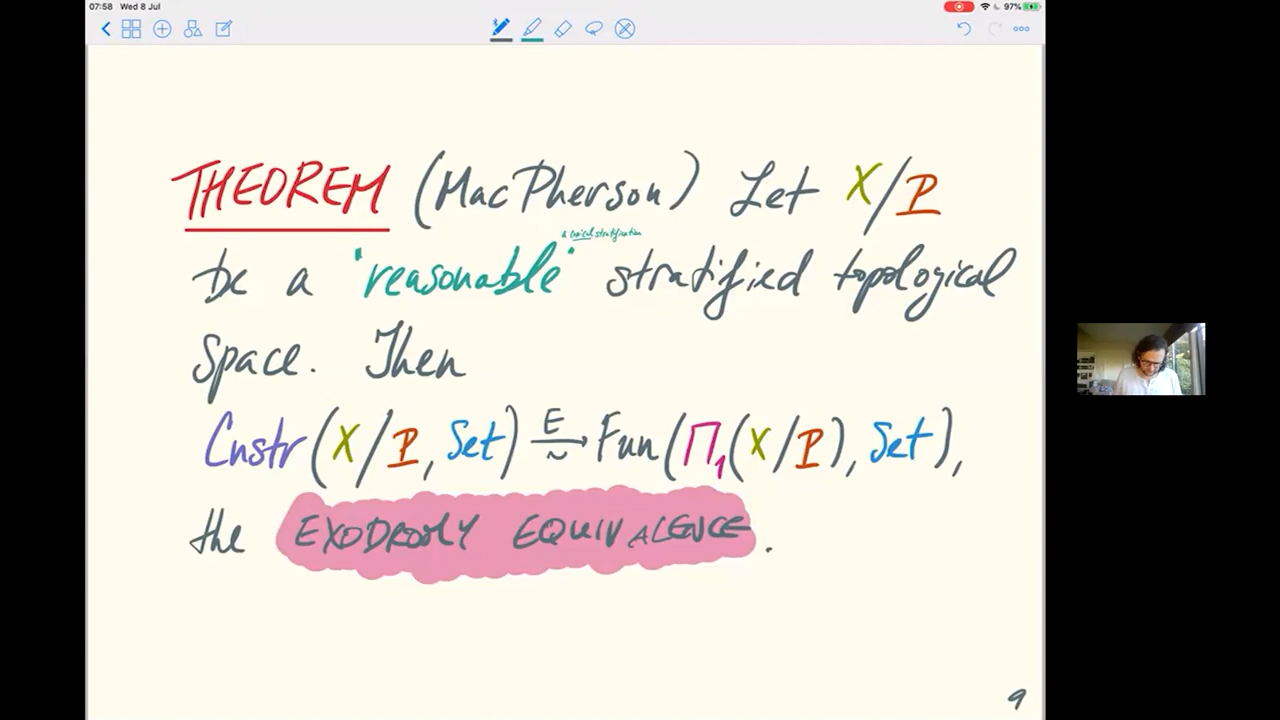 07:58 Wed 8 Jul
97%
THEOREM (MacPherson) Let X/P
a conical stratification
be a "reasonable" stratified topological
space. Then
Cnstr(X/P, Set) E ⥲ Fun(Π₁(X/P), Set),
the EXODROMY EQUIVALENCE.
9